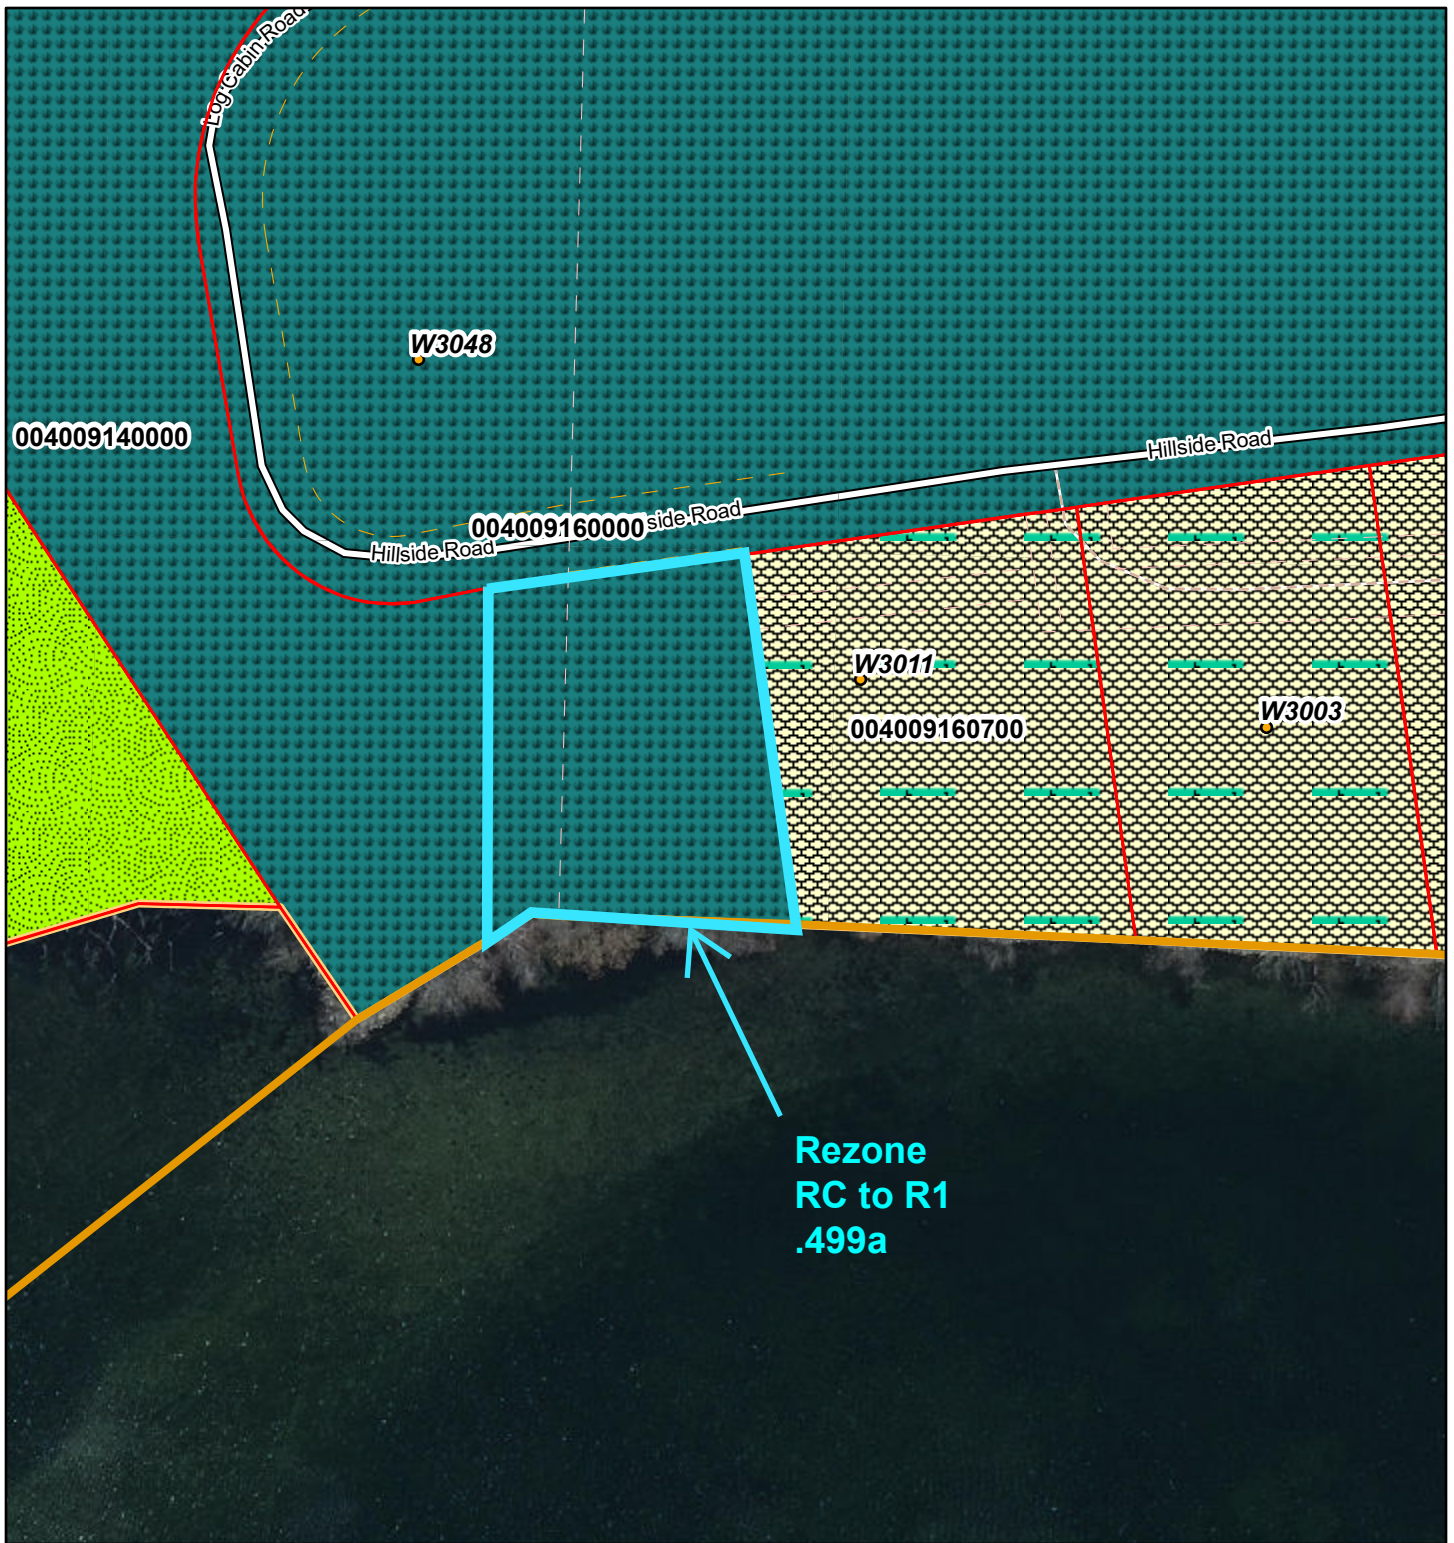 Log Cabin Road
W3048
004009140000
Hillside Road
004009160000
side Road
Hillside Road
W3011
W3003
004009160700
Rezone
RC to R1
.499a